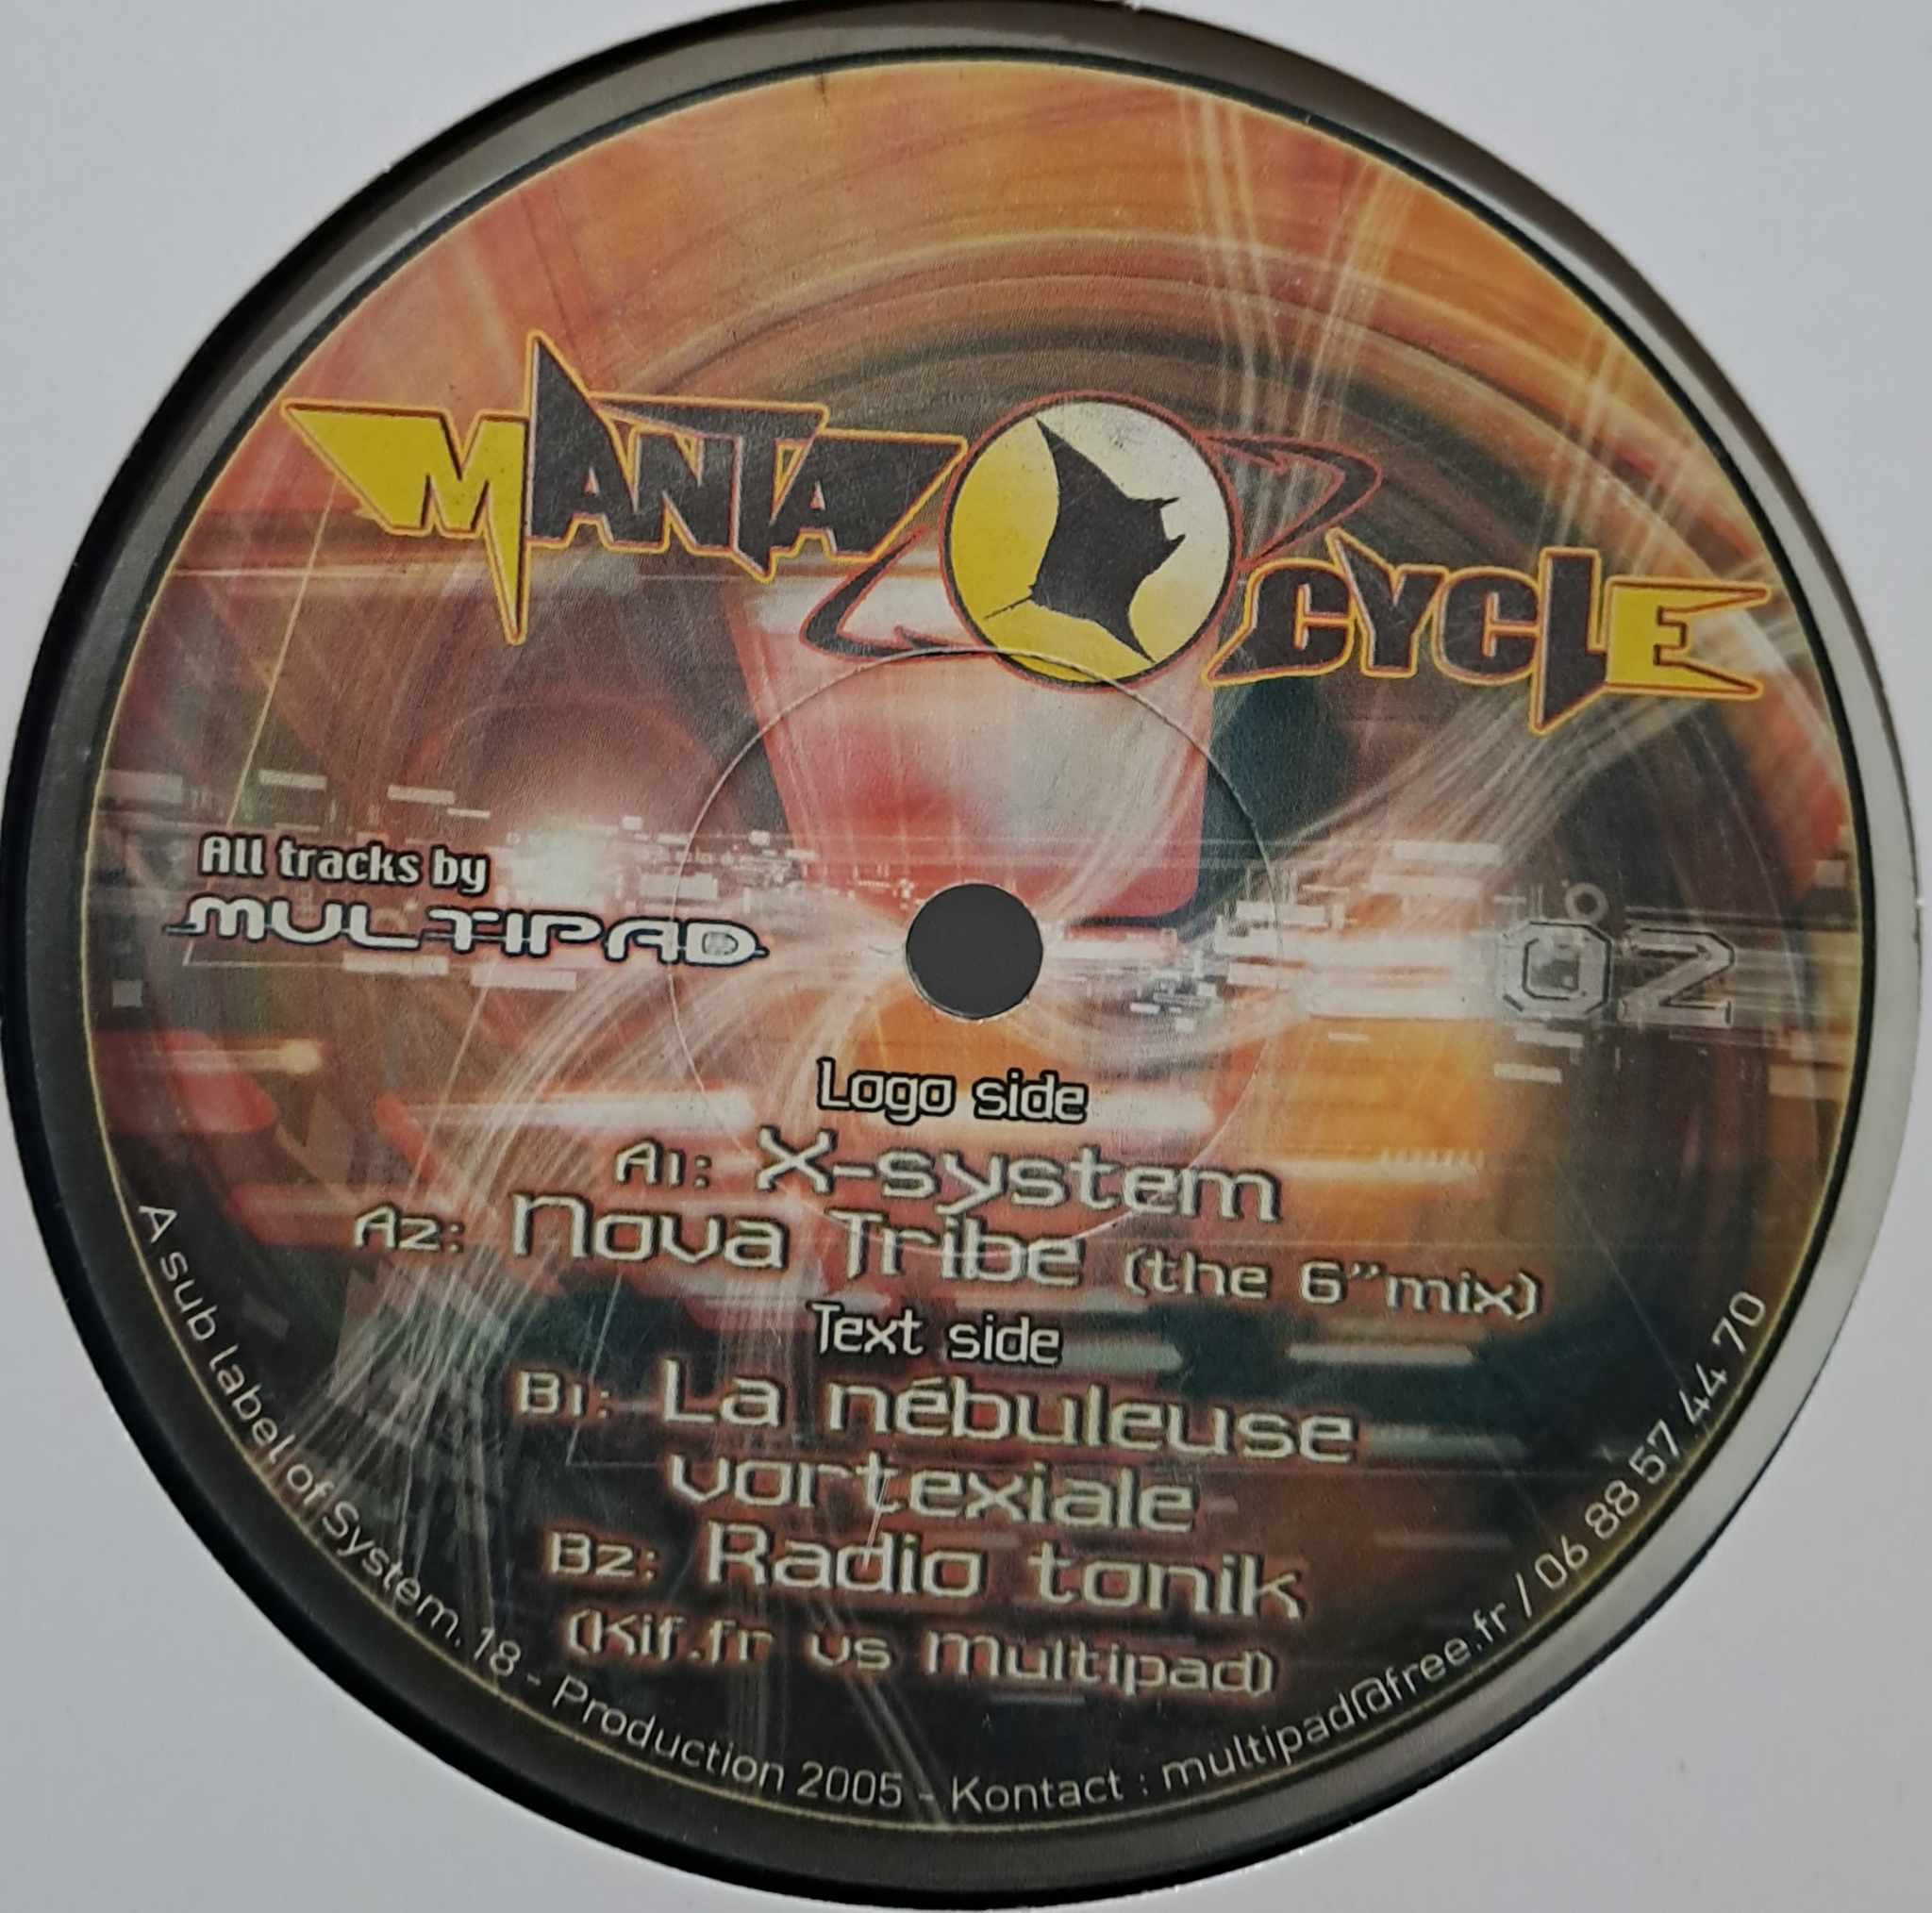 MANTA CYCLE
All tracks by
MULTIPAD
02
Logo side
A1: X-system
A2: Nova Tribe (the 6"mix)
Text side
B1: La nébuleuse
vortexiale
B2: Radio tonik
(Kif.fr vs Multipad)
A sub label of System. 18 - Production 2005 - Kontact : multipad@free.fr / 06 88 57 44 70